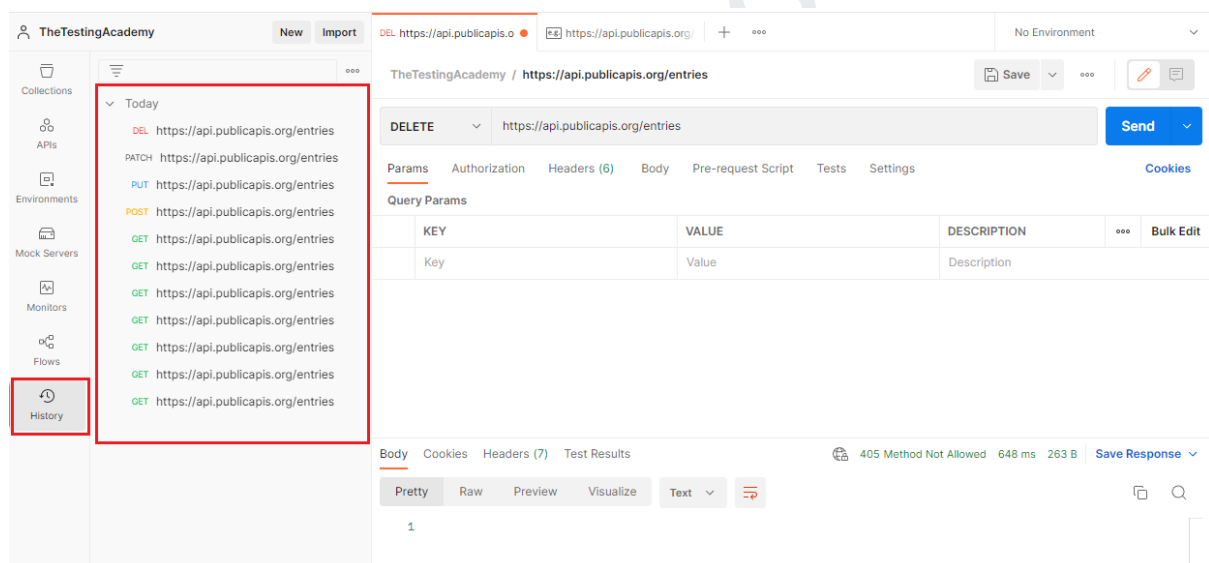 TheTestingAcademy New Import
DEL https://api.publicapis.o e.g. https://api.publicapis.org/
No Environment
Collections
APIs
Environments
Mock Servers
Monitors
Flows
History
Today
DEL https://api.publicapis.org/entries
PATCH https://api.publicapis.org/entries
PUT https://api.publicapis.org/entries
POST https://api.publicapis.org/entries
GET https://api.publicapis.org/entries
GET https://api.publicapis.org/entries
GET https://api.publicapis.org/entries
GET https://api.publicapis.org/entries
GET https://api.publicapis.org/entries
GET https://api.publicapis.org/entries
GET https://api.publicapis.org/entries
TheTestingAcademy / https://api.publicapis.org/entries
Save
DELETE https://api.publicapis.org/entries Send
Params Authorization Headers (6) Body Pre-request Script Tests Settings Cookies
Query Params
KEY VALUE DESCRIPTION Bulk Edit
Key Value Description
Body Cookies Headers (7) Test Results 405 Method Not Allowed 648 ms 263 B Save Response
Pretty Raw Preview Visualize Text
1